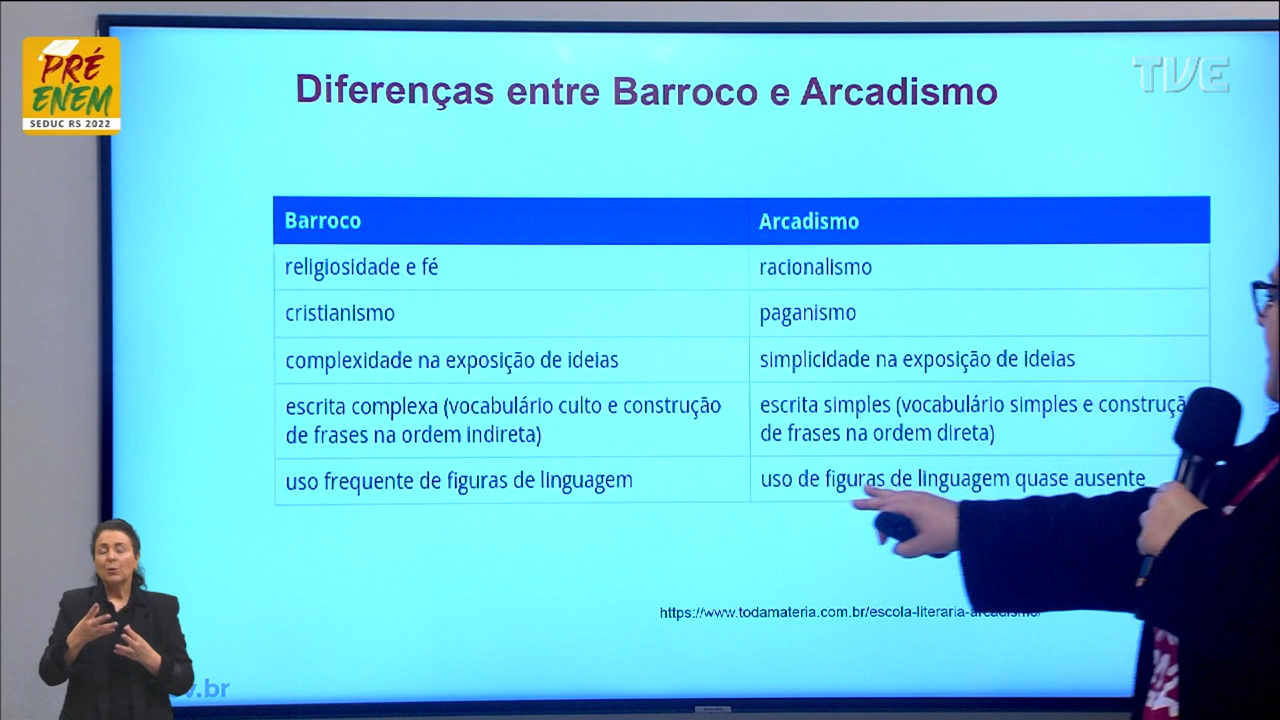 PRÉ
ENEM
SEDUC RS 2022
TVE
Diferenças entre Barroco e Arcadismo
Barroco
Arcadismo
religiosidade e fé
racionalismo
cristianismo
paganismo
complexidade na exposição de ideias
simplicidade na exposição de ideias
escrita complexa (vocabulário culto e construção
de frases na ordem indireta)
escrita simples (vocabulário simples e
de frases na ordem direta)
uso frequente de figuras de linguagem
uso de figuras de linguagem quase ausente
https://www.todamateria.com.br/escola-literaria-arcadismo/
.br